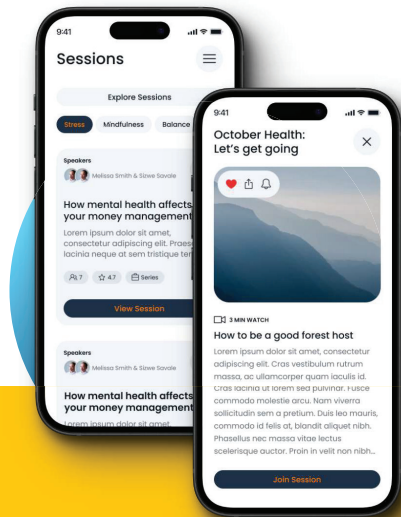 9:41
Sessions
Explore Sessions
Stress Mindfulness Balance
Speakers
Melissa Smith & Sizwe Savale
How mental health affects
your money management
Lorem ipsum dolor sit amet,
consectetur adipiscing elit.
lacinia neque at sem tristique
7 4.7 Series
View Session
Speakers
Melissa Smith & Sizwe Savale
How mental health affects
your money management
Lorem ipsum dolor sit amet,
9:41
October Health:
Let's get going
3 MIN WATCH
How to be a good forest host
Lorem ipsum dolor sit amet, consectetur
adipiscing elit. Cras vestibulum rutrum
massa, ac ullamcorper quam iaculis id.
Cras lacinia ut lorem sed pulvinar. Fusce
commodo molestie arcu. Nam viverra
sollicitudin sem a pretium. Duis leo mauris,
commodo id felis at, blandit aliquet nibh.
Phasellus nec massa vitae lectus
scelerisque auctor. Proin in velit non nibh...
Join Session